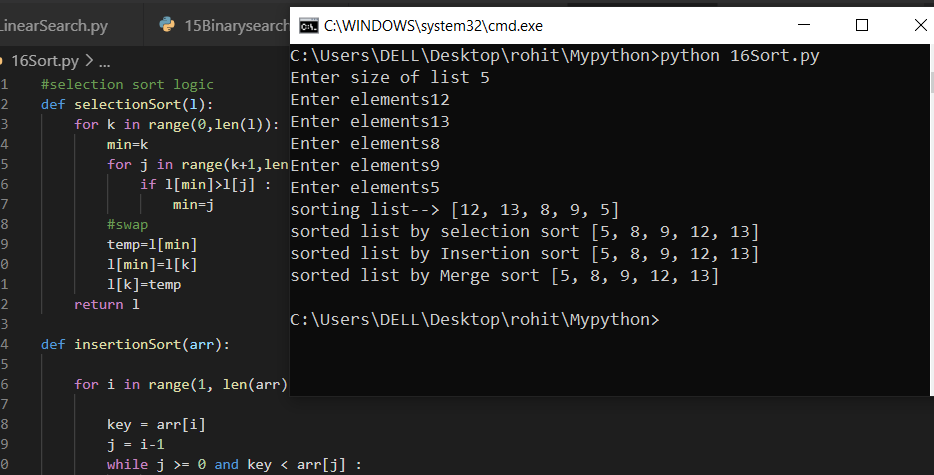 LinearSearch.py
15Binarysearch
16Sort.py > ...
1 #selection sort logic
2 def selectionSort(l):
3 for k in range(0,len(l)):
4 min=k
5 for j in range(k+1,len
6 if l[min]>l[j] :
7 min=j
8 #swap
9 temp=l[min]
0 l[min]=l[k]
1 l[k]=temp
2 return l
3
4 def insertionSort(arr):
5
6 for i in range(1, len(arr)
7
8 key = arr[i]
9 j = i-1
0 while j >= 0 and key < arr[j] :
C:\WINDOWS\system32\cmd.exe
C:\Users\DELL\Desktop\rohit\Mypython>python 16Sort.py
Enter size of list 5
Enter elements12
Enter elements13
Enter elements8
Enter elements9
Enter elements5
sorting list--> [12, 13, 8, 9, 5]
sorted list by selection sort [5, 8, 9, 12, 13]
sorted list by Insertion sort [5, 8, 9, 12, 13]
sorted list by Merge sort [5, 8, 9, 12, 13]
C:\Users\DELL\Desktop\rohit\Mypython>